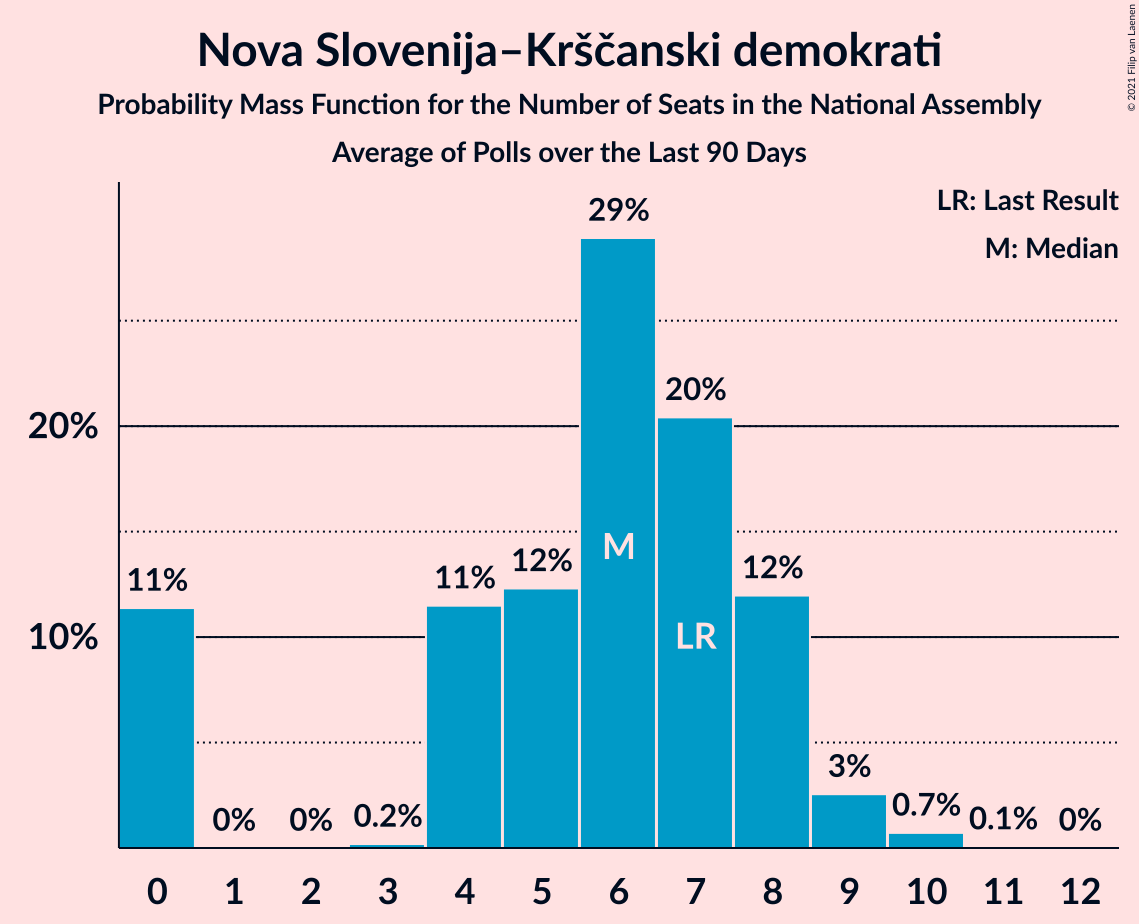 Nova Slovenija–Krščanski demokrati
Probability Mass Function for the Number of Seats in the National Assembly
Average of Polls over the Last 90 Days
© 2021 Filip van Laenen
LR: Last Result
M: Median
29%
20%
20%
M
12%
12%
11%
11%
LR
10%
3%
0.7%
0%
0%
0.2%
0.1%
0%
0 1 2 3 4 5 6 7 8 9 10 11 12